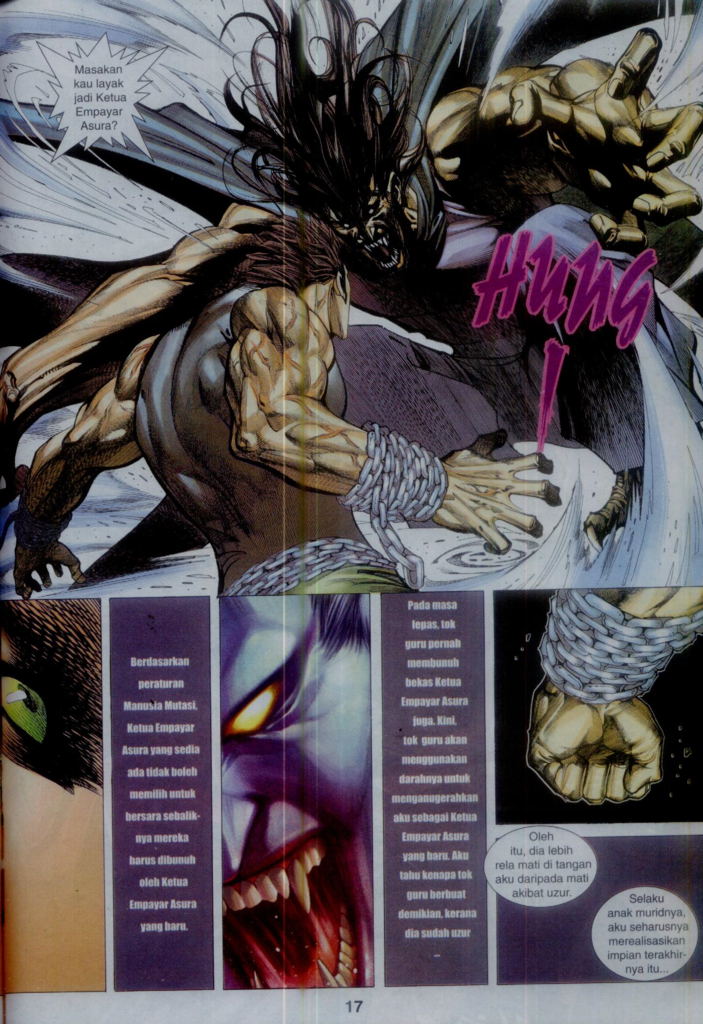 Masakan
kau layak
jadi Ketua
Empayar
Asura?
HUUG
!
Berdasarkan
peraturan
Manusia Mutasi,
Ketua Empayar
Asura yang sedia
ada tidak boleh
memilih untuk
bersara sebalik-
nya mereka
harus dibunuh
oleh Ketua
Empayar Asura
yang baru.
Pada masa
lepas, tok
guru pernah
membunuh
bekas Ketua
Empayar Asura
juga. Kini,
tok guru akan
menggunakan
darahnya untuk
menganugerahkan
aku sebagai Ketua
Empayar Asura
yang baru. Aku
tahu kenapa tok
guru berbuat
demikian, kerana
dia sudah uzur
...
Oleh
itu, dia lebih
rela mati di tangan
aku daripada mati
akibat uzur.
Selaku
anak muridnya,
aku seharusnya
merealisasikan
impian terakhir-
nya itu...
17